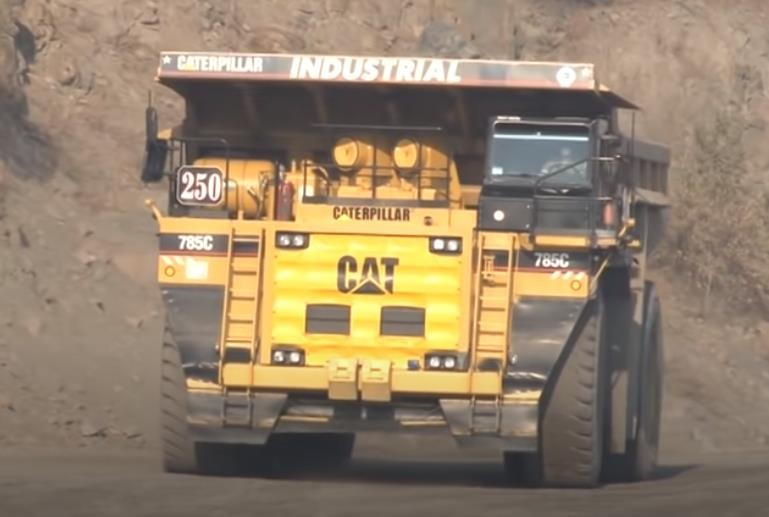 CATERPILLAR INDUSTRIAL
250
CATERPILLAR
785C 785C
CAT